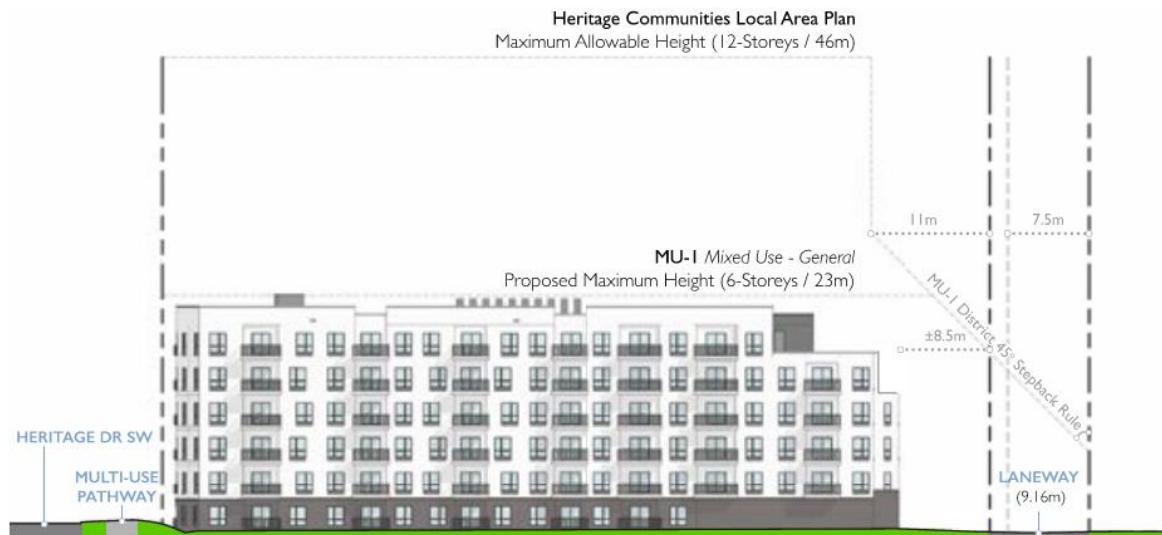 Heritage Communities Local Area Plan
Maximum Allowable Height (12-Storeys / 46m)
11m
7.5m
MU-1 Mixed Use - General
Proposed Maximum Height (6-Storeys / 23m)
MU-1 District 45° Stepback Rule
±8.5m
HERITAGE DR SW
MULTI-USE
PATHWAY
LANEWAY
(9.16m)